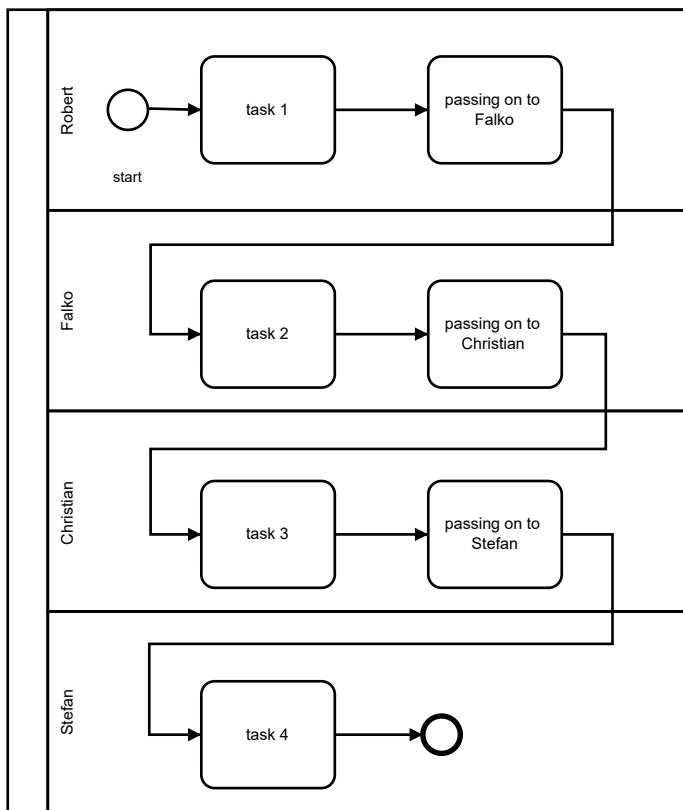 Robert
start
task 1
passing on to
Falko
Falko
task 2
passing on to
Christian
Christian
task 3
passing on to
Stefan
Stefan
task 4